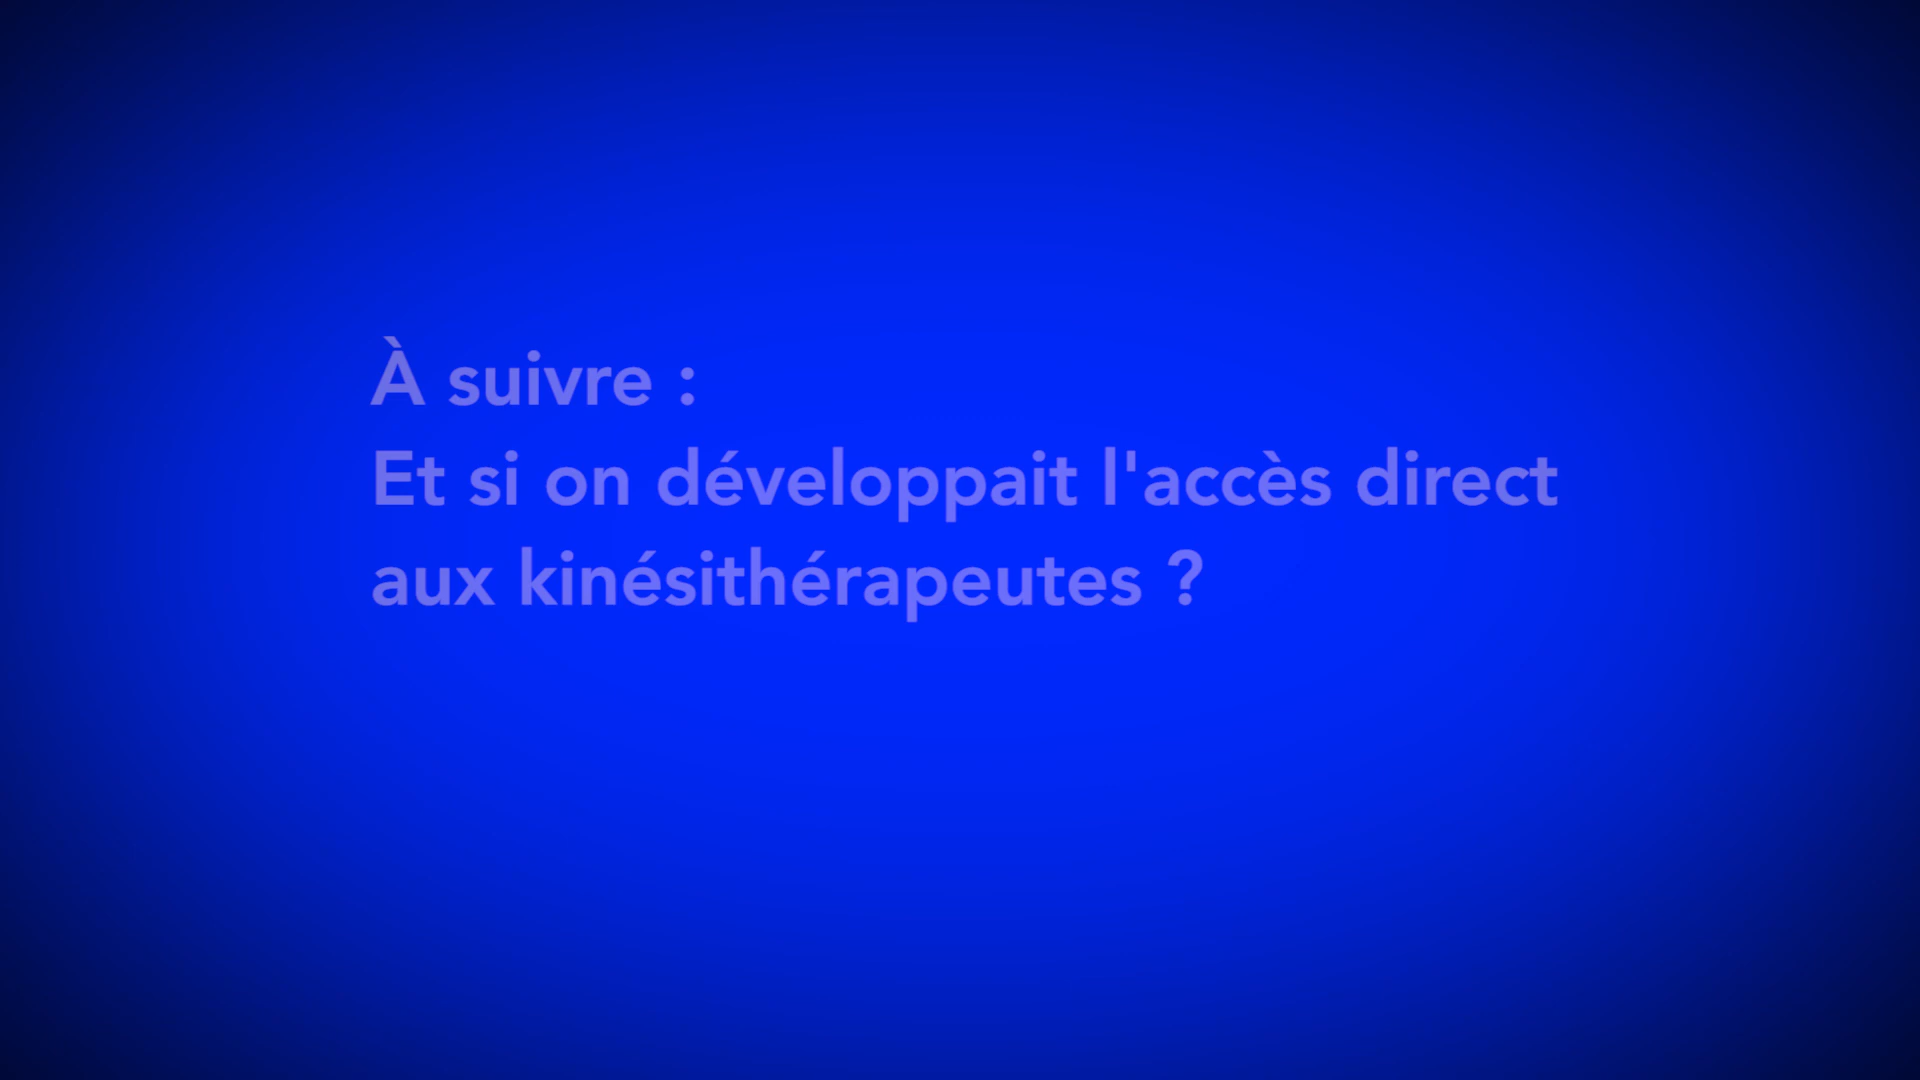 À suivre :
Et si on développait l'accès direct
aux kinésithérapeutes ?